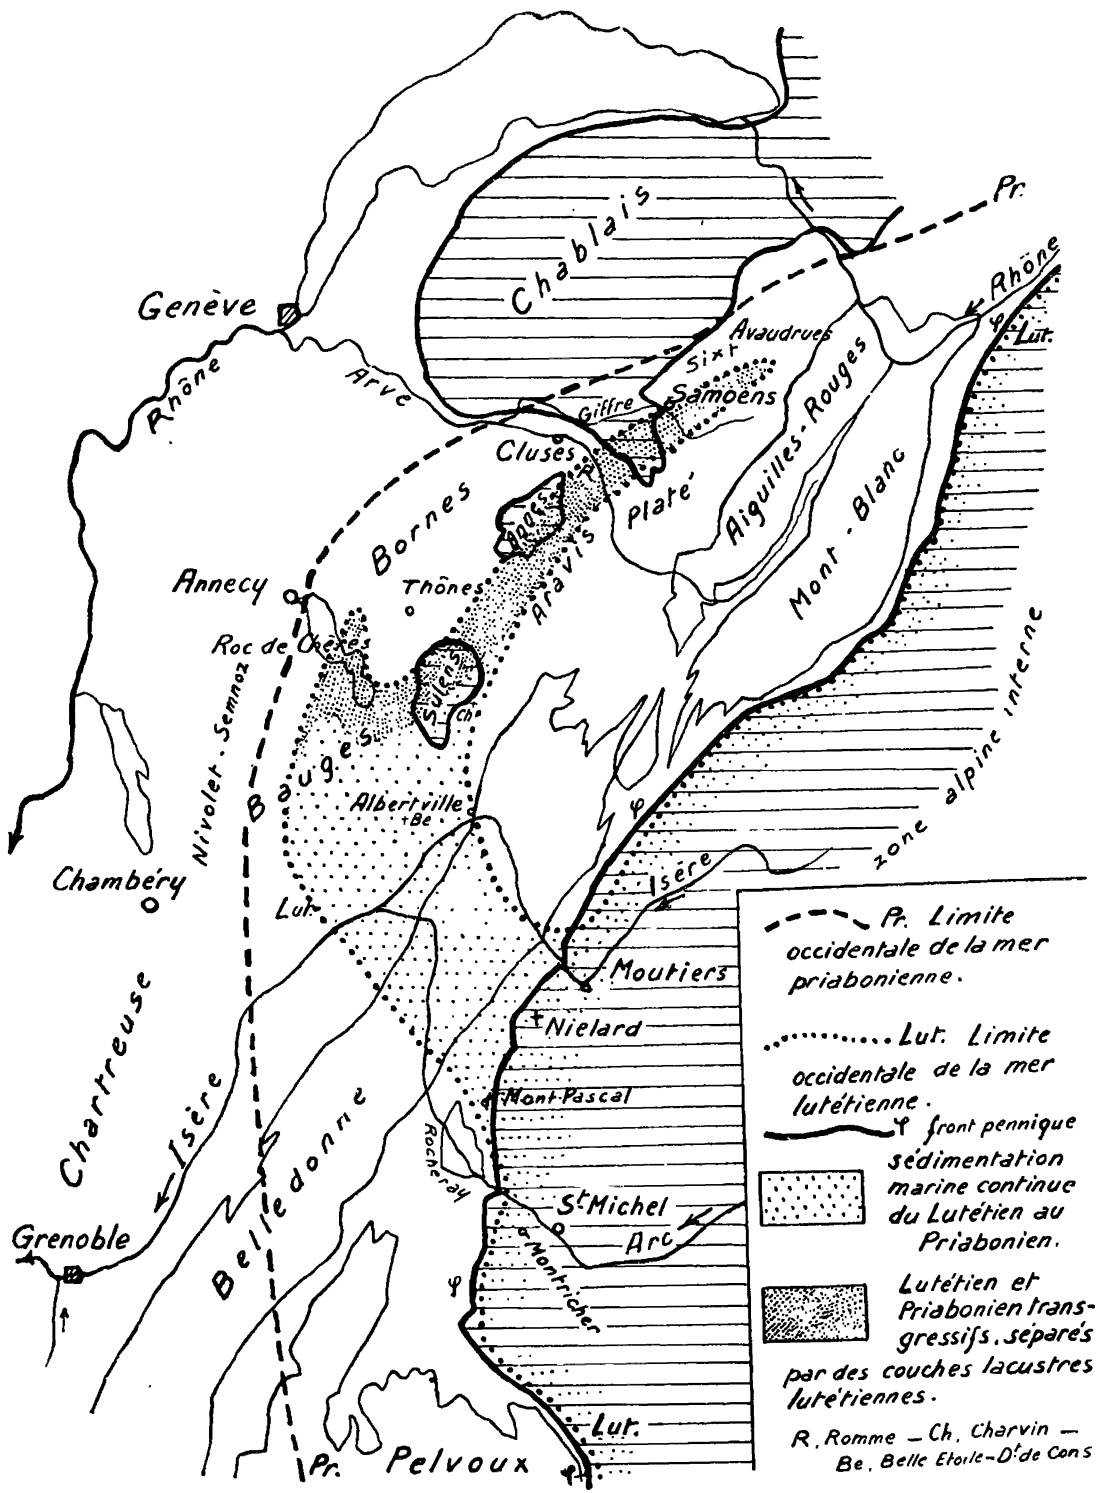 Chablais
Pr.
Rhône
Genève
Lut.
φ
Avaudrues
Sixt
Arve
Rhône
Giffre
Samoëns
Aiguilles-Rouges
Cluses
R
Platé
Mont-Blanc
Bornes
Annes
Aravis
Annecy
Thônes
Roc de Chères
Sullens
Ch
Nivolet-Semnoz
Bauges
zone alpine interne
Albertville
+Be
φ
Isère
Chambéry
Lut.
Moutiers
+Nielard
Chartreuse
Mont-Pascal
Belledonne
Rocheray
Isère
St Michel
Arc
Grenoble
Montricher
φ
Lut.
Pr.
Pelvoux
φ
Pr. Limite
occidentale de la mer
priabonienne.
Lut. Limite
occidentale de la mer
lutétienne.
φ front pennique
sédimentation
marine continue
du Lutétien au
Priabonien.
Lutétien et
Priabonien trans-
gressifs, séparés
par des couches lacustres
lutétiennes.
R. Romme – Ch. Charvin –
Be. Belle Etoile–Dt de Cons